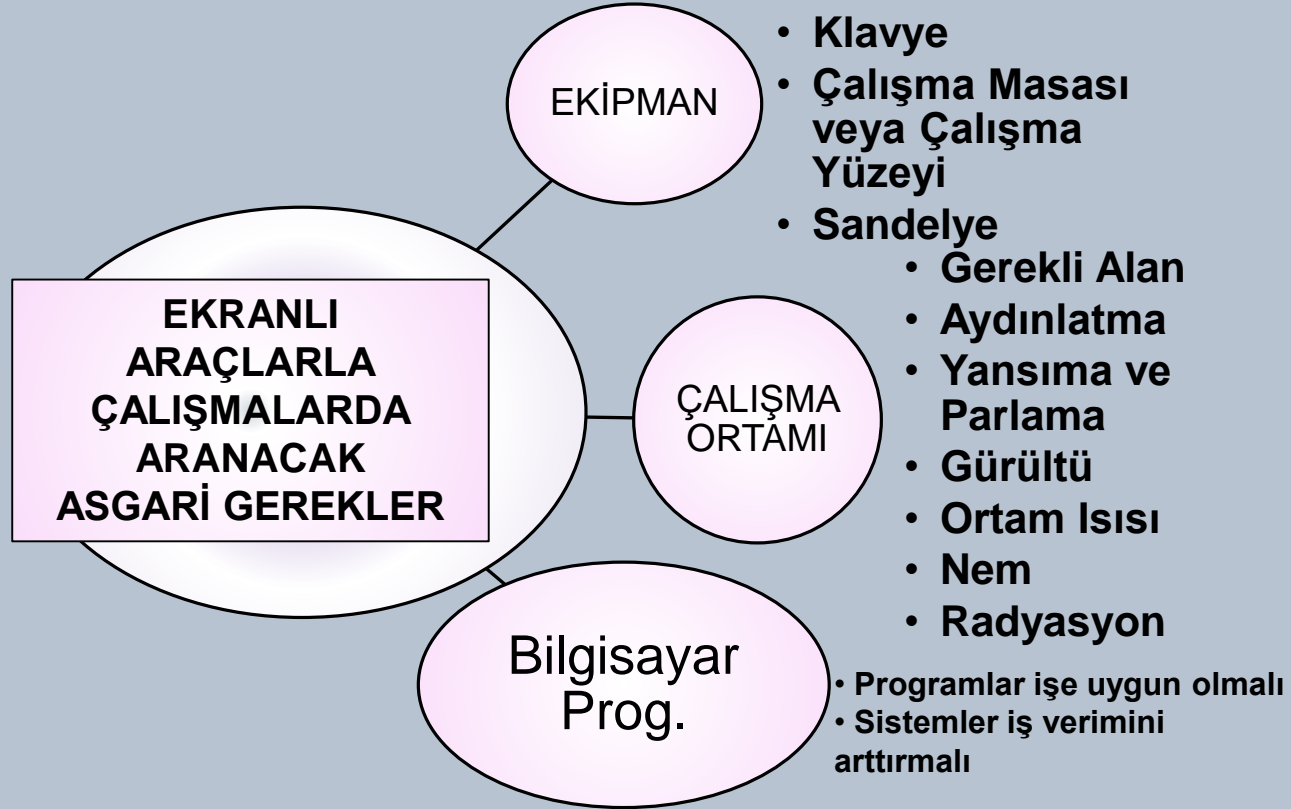 EKRANLI
ARAÇLARLA
ÇALIŞMALARDA
ARANACAK
ASGARİ GEREKLER
EKİPMAN
• Klavye
• Çalışma Masası
veya Çalışma
Yüzeyi
• Sandelye
ÇALIŞMA
ORTAMI
• Gerekli Alan
• Aydınlatma
• Yansıma ve
Parlama
• Gürültü
• Ortam Isısı
• Nem
• Radyasyon
Bilgisayar
Prog.
• Programlar işe uygun olmalı
• Sistemler iş verimini
arttırmalı